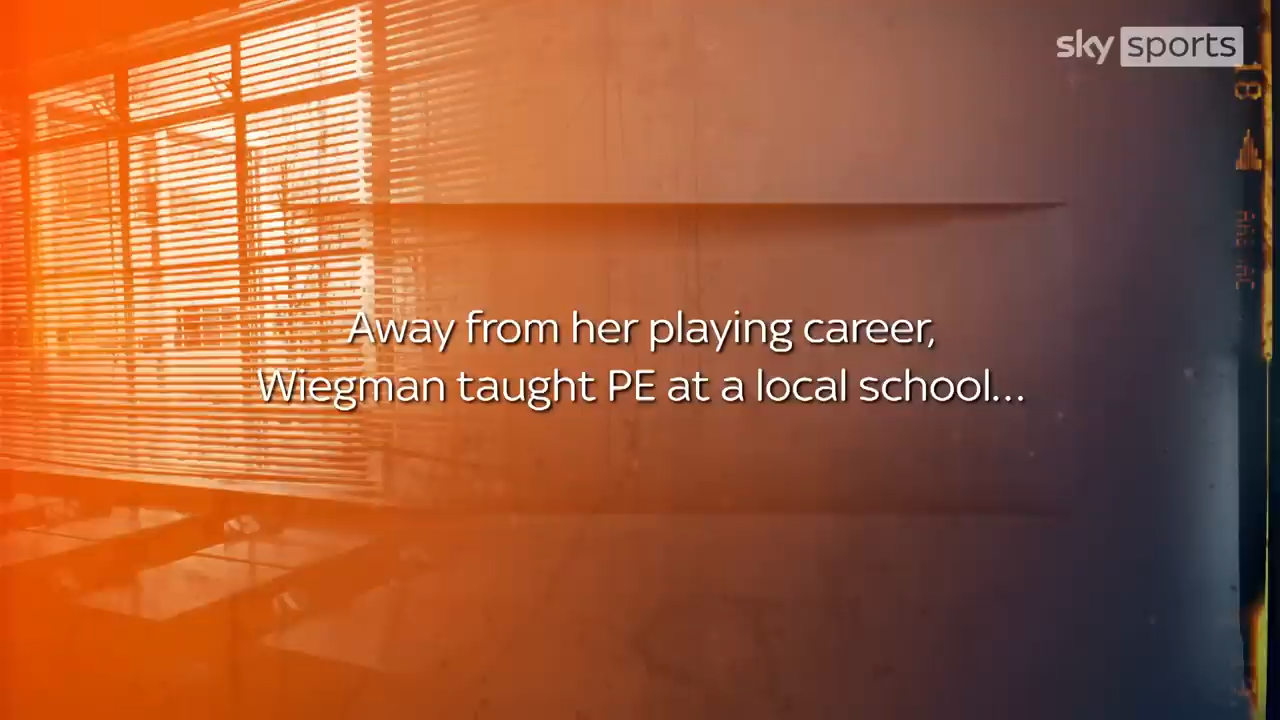 sky sports
Away from her playing career,
Wiegman taught PE at a local school...